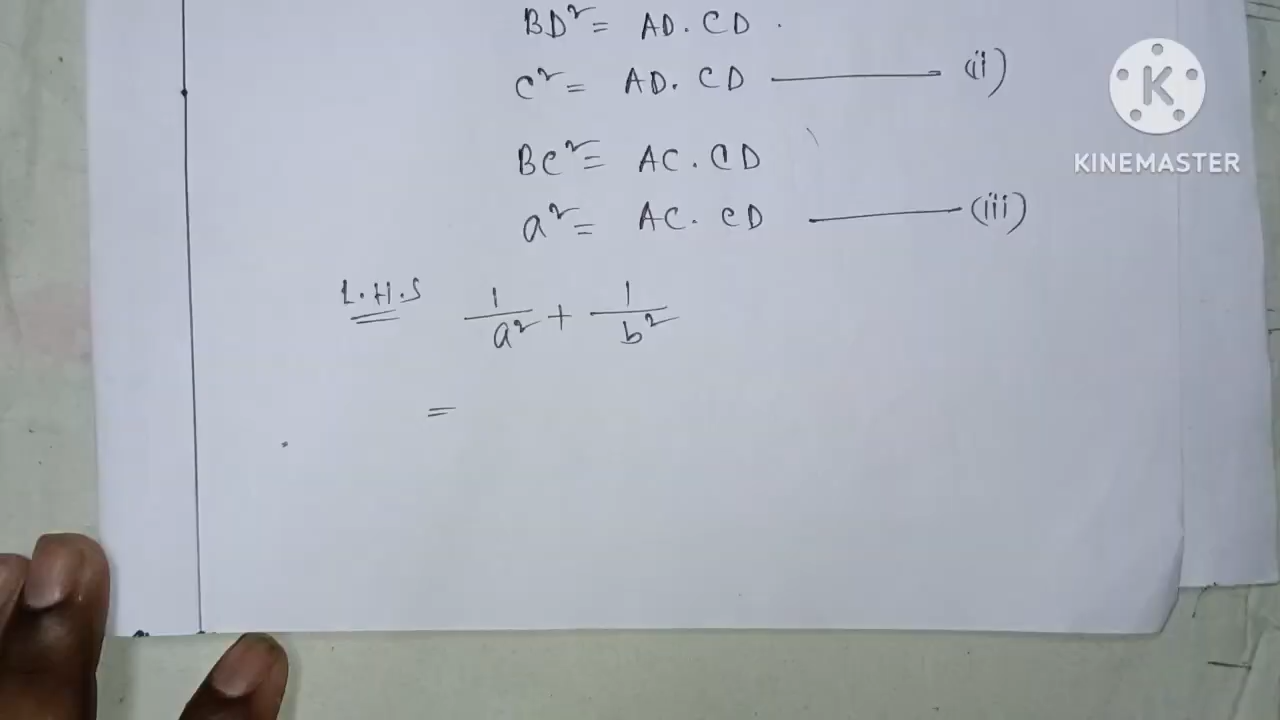 BD² = AD. CD .
c² = AD. CD ——— (ii)
BC² = AC. CD
a² = AC. CD ——— (iii)
L.H.S 1/a² + 1/b²
=
K
KINEMASTER